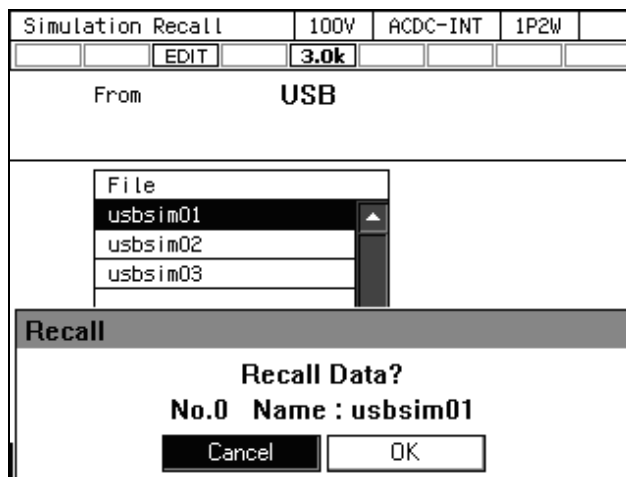 Simulation Recall 100V ACDC-INT 1P2W
EDIT 3.0k
From USB
File
usbsim01
usbsim02
usbsim03
Recall
Recall Data?
No.0 Name : usbsim01
Cancel OK